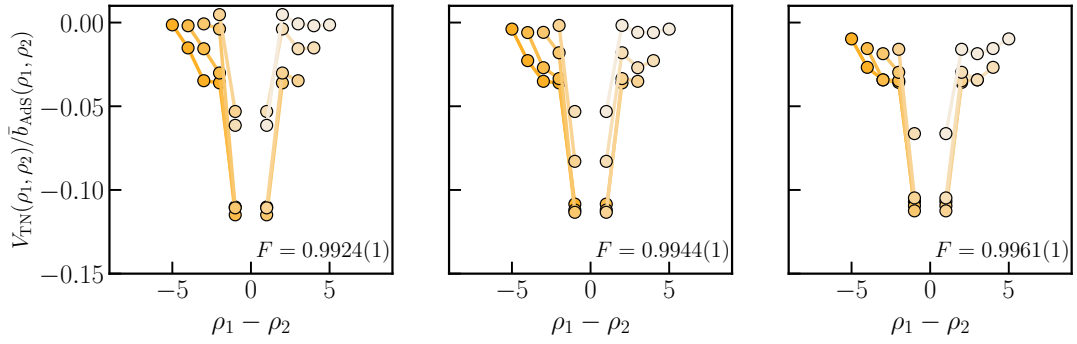 V_TN(ρ₁, ρ₂)/b̄_AdS(ρ₁, ρ₂)
0.00
−0.05
−0.10
−0.15
F = 0.9924(1)
F = 0.9944(1)
F = 0.9961(1)
−5 0 5
−5 0 5
−5 0 5
ρ₁ − ρ₂
ρ₁ − ρ₂
ρ₁ − ρ₂